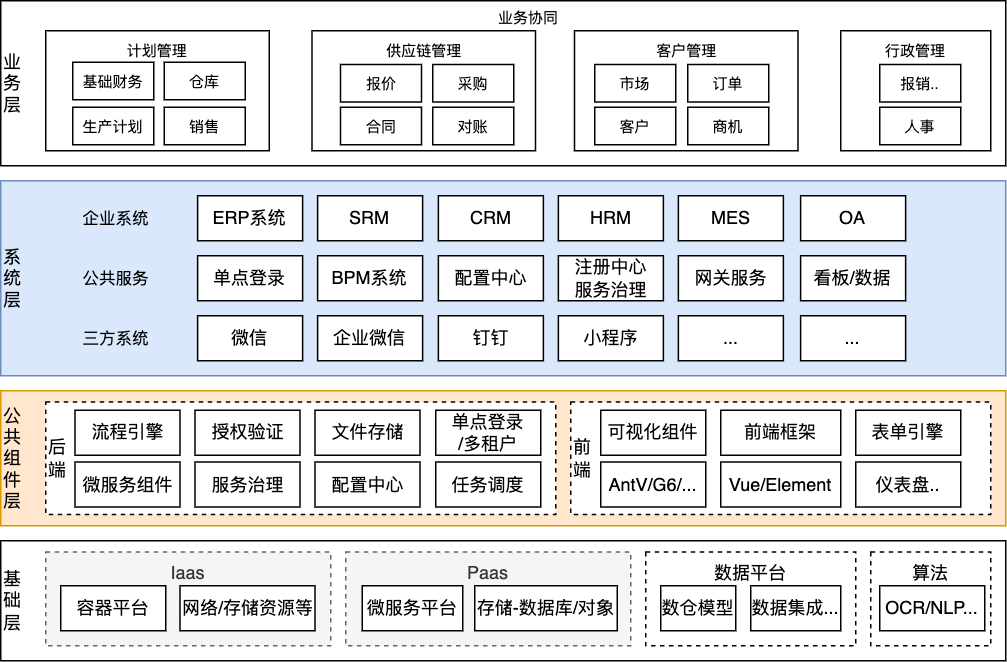 业务协同
业务层
计划管理
基础财务
仓库
生产计划
销售
供应链管理
报价
采购
合同
对账
客户管理
市场
订单
客户
商机
行政管理
报销..
人事
系统层
企业系统
ERP系统
SRM
CRM
HRM
MES
OA
公共服务
单点登录
BPM系统
配置中心
注册中心
服务治理
网关服务
看板/数据
三方系统
微信
企业微信
钉钉
小程序
...
...
公共组件层
后端
流程引擎
授权验证
文件存储
单点登录
/多租户
微服务组件
服务治理
配置中心
任务调度
前端
可视化组件
前端框架
表单引擎
AntV/G6/...
Vue/Element
仪表盘..
基础层
Iaas
容器平台
网络/存储资源等
Paas
微服务平台
存储-数据库/对象
数据平台
数仓模型
数据集成...
算法
OCR/NLP...